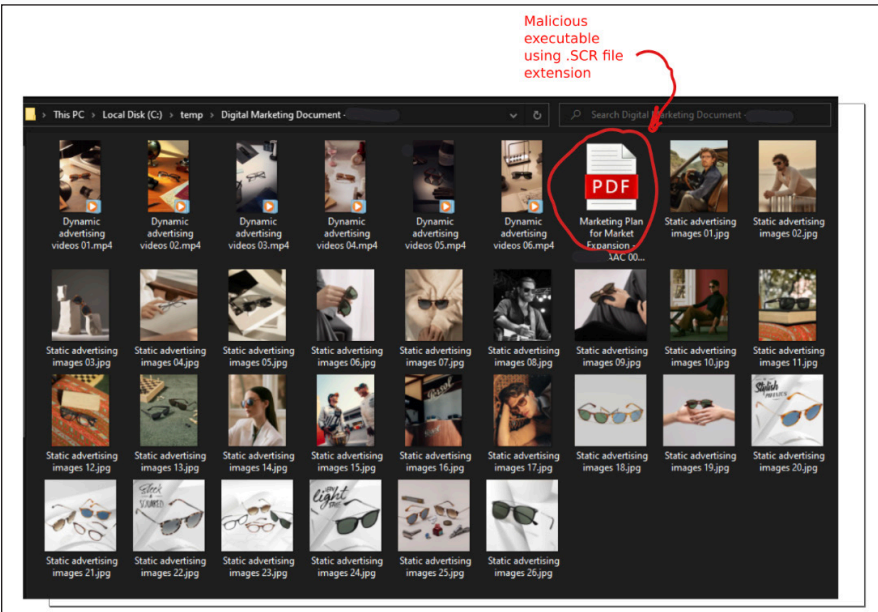 Malicious
executable
using .SCR file
extension
This PC > Local Disk (C:) > temp > Digital Marketing Document -
Search Digital Marketing Document -
Dynamic advertising videos 01.mp4
Dynamic advertising videos 02.mp4
Dynamic advertising videos 03.mp4
Dynamic advertising videos 04.mp4
Dynamic advertising videos 05.mp4
Dynamic advertising videos 06.mp4
PDF
Marketing Plan for Market Expansion - AAC 00...
Static advertising images 01.jpg
Static advertising images 02.jpg
Static advertising images 03.jpg
Static advertising images 04.jpg
Static advertising images 05.jpg
Static advertising images 06.jpg
Static advertising images 07.jpg
Static advertising images 08.jpg
Static advertising images 09.jpg
Static advertising images 10.jpg
Static advertising images 11.jpg
Static advertising images 12.jpg
Static advertising images 13.jpg
Static advertising images 14.jpg
Static advertising images 15.jpg
Persol
Static advertising images 16.jpg
Static advertising images 17.jpg
Static advertising images 18.jpg
Static advertising images 19.jpg
Stylish
Static advertising images 20.jpg
Static advertising images 21.jpg
Sleek
SQUARED
Static advertising images 22.jpg
Static advertising images 23.jpg
light
Static advertising images 24.jpg
Static advertising images 25.jpg
Static advertising images 26.jpg